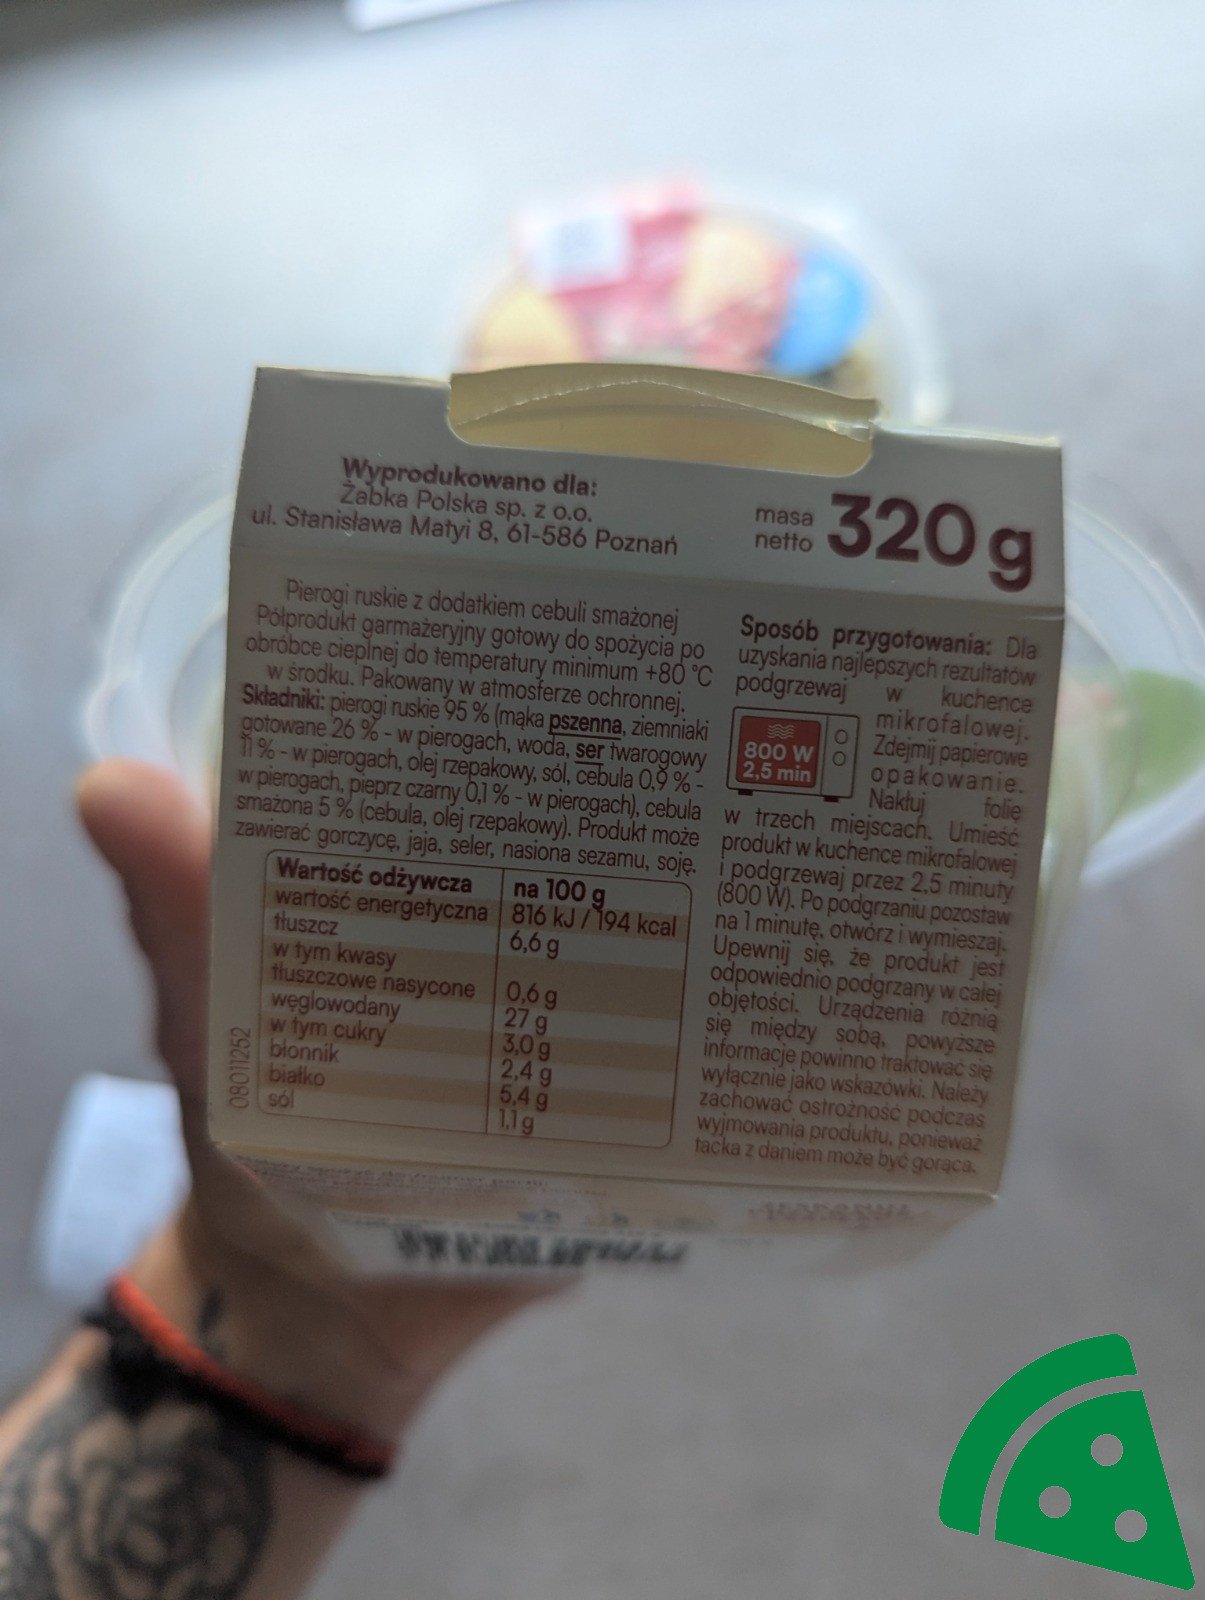 Wyprodukowano dla:
Żabka Polska sp. z o.o.
ul. Stanisława Matyi 8, 61-586 Poznań
masa
netto 320 g
Pierogi ruskie z dodatkiem cebuli smażonej
Półprodukt garmażeryjny gotowy do spożycia po
obróbce cieplnej do temperatury minimum +80 °C
w środku. Pakowany w atmosferze ochronnej.
Składniki: pierogi ruskie 95 % (mąka pszenna, ziemniaki
gotowane 26 % - w pierogach, woda, ser twarogowy
11 % - w pierogach, olej rzepakowy, sól, cebula 0,9 % -
w pierogach, pieprz czarny 0,1 % - w pierogach), cebula
smażona 5 % (cebula, olej rzepakowy). Produkt może
zawierać gorczycę, jaja, seler, nasiona sezamu, soję.
Wartość odżywcza na 100 g
wartość energetyczna 816 kJ / 194 kcal
tłuszcz 6,6 g
w tym kwasy
tłuszczowe nasycone 0,6 g
węglowodany 27 g
w tym cukry 3,0 g
błonnik 2,4 g
białko 5,4 g
sól 1,1 g
08011252
Sposób przygotowania: Dla
uzyskania najlepszych rezultatów
podgrzewaj w kuchence
mikrofalowej.
Zdejmij papierowe
opakowanie.
Nakłuj folię
800 W
2,5 min
w trzech miejscach. Umieść
produkt w kuchence mikrofalowej
i podgrzewaj przez 2,5 minuty
(800 W). Po podgrzaniu pozostaw
na 1 minutę, otwórz i wymieszaj.
Upewnij się, że produkt jest
odpowiednio podgrzany w całej
objętości. Urządzenia różnią
się między sobą, powyższe
informacje powinno traktować się
wyłącznie jako wskazówki. Należy
zachować ostrożność podczas
wyjmowania produktu, ponieważ
tacka z daniem może być gorąca.